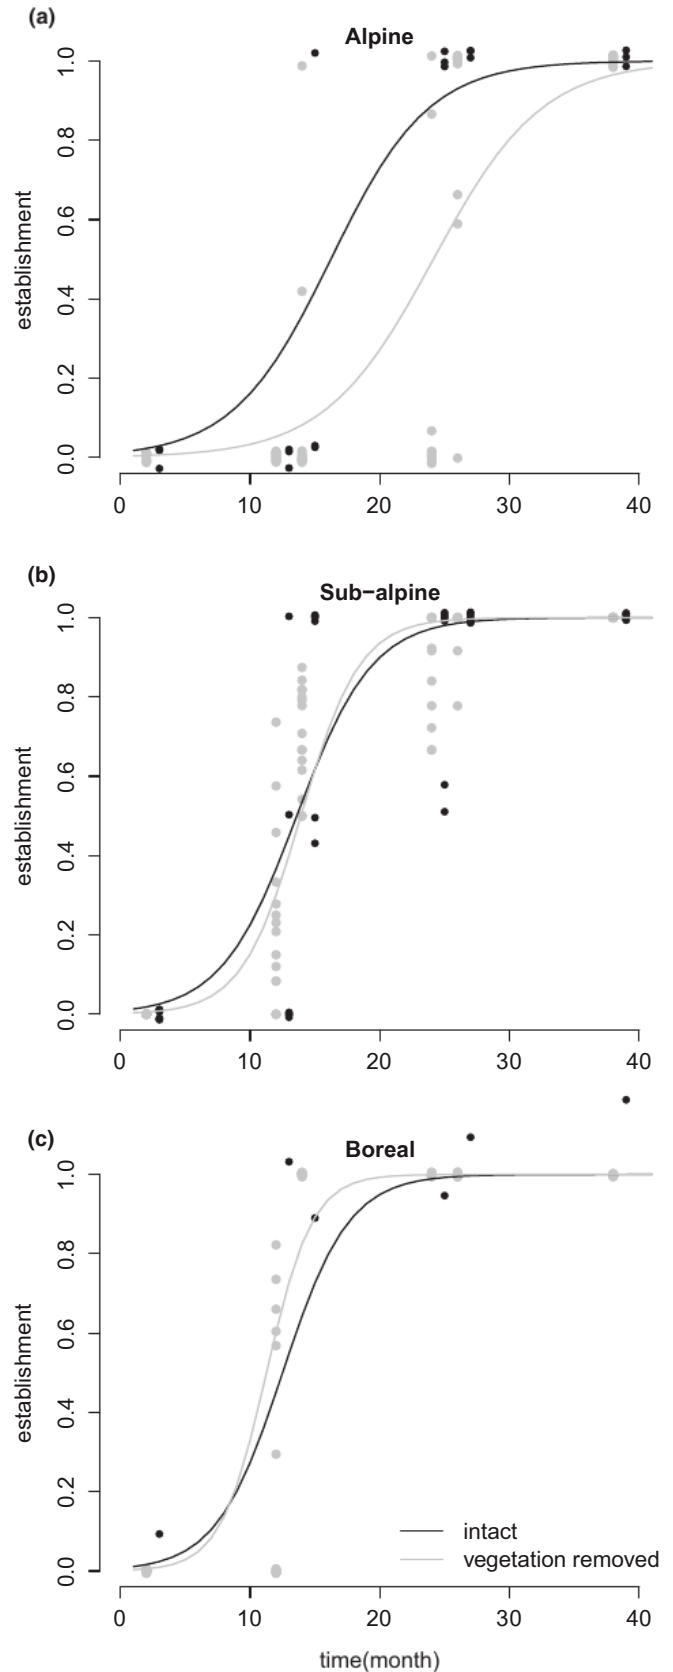 (a)
Alpine
establishment
0.0 0.2 0.4 0.6 0.8 1.0
0 10 20 30 40
(b)
Sub−alpine
establishment
0.0 0.2 0.4 0.6 0.8 1.0
0 10 20 30 40
(c)
Boreal
establishment
0.0 0.2 0.4 0.6 0.8 1.0
intact
vegetation removed
0 10 20 30 40
time(month)